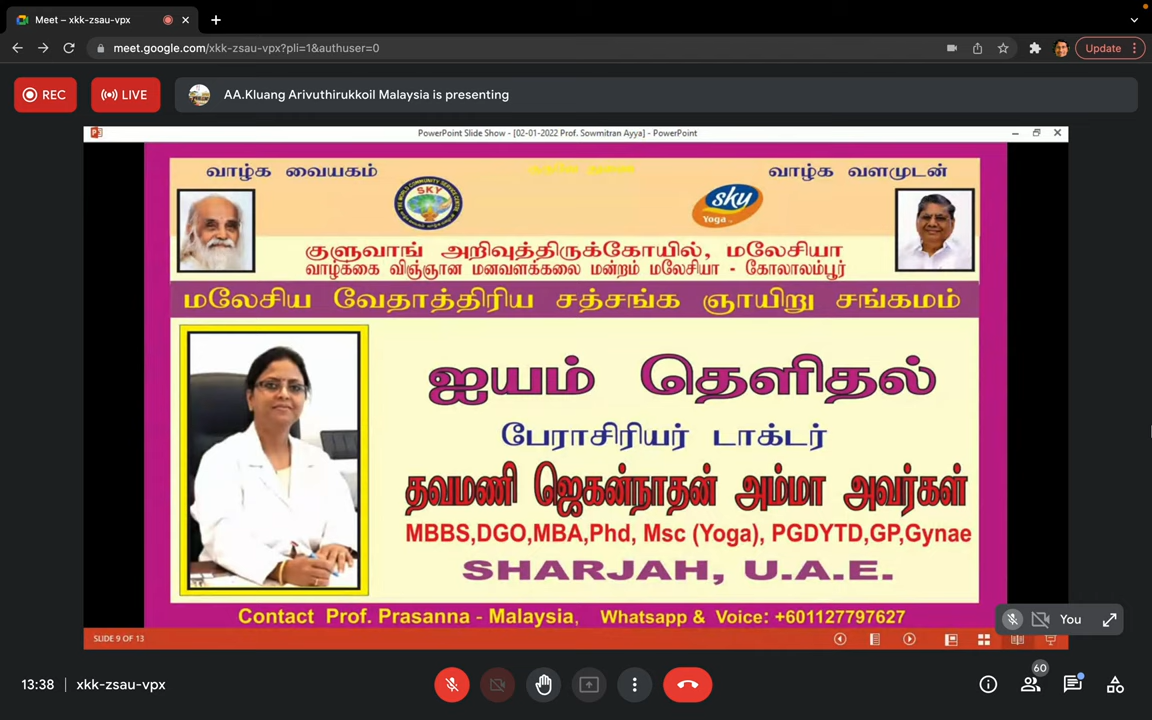 Meet – xkk-zsau-vpx
meet.google.com/xkk-zsau-vpx?pli=1&authuser=0
Update
REC
LIVE
AA.Kluang Arivuthirukkoil Malaysia is presenting
PowerPoint Slide Show - [02-01-2022 Prof. Sowmitran Ayya] - PowerPoint
வாழ்க வையகம்
வாழ்க வளமுடன்
SKY
sky
Yoga
குளுவாங் அறிவுத்திருக்கோயில், மலேசியா
வாழ்க்கை விஞ்ஞான மனவளக்கலை மன்றம் மலேசியா - கோலாலம்பூர்
மலேசிய வேதாத்திரிய சத்சங்க ஞாயிறு சங்கமம்
ஐயம் தெளிதல்
பேராசிரியர் டாக்டர்
தவமணி ஜெகன்நாதன் அம்மா அவர்கள்
MBBS,DGO,MBA,Phd, Msc (Yoga), PGDYTD,GP,Gynae
SHARJAH, U.A.E.
Contact Prof. Prasanna - Malaysia, Whatsapp & Voice: +601127797627
You
SLIDE 9 OF 13
13:38 | xkk-zsau-vpx
60